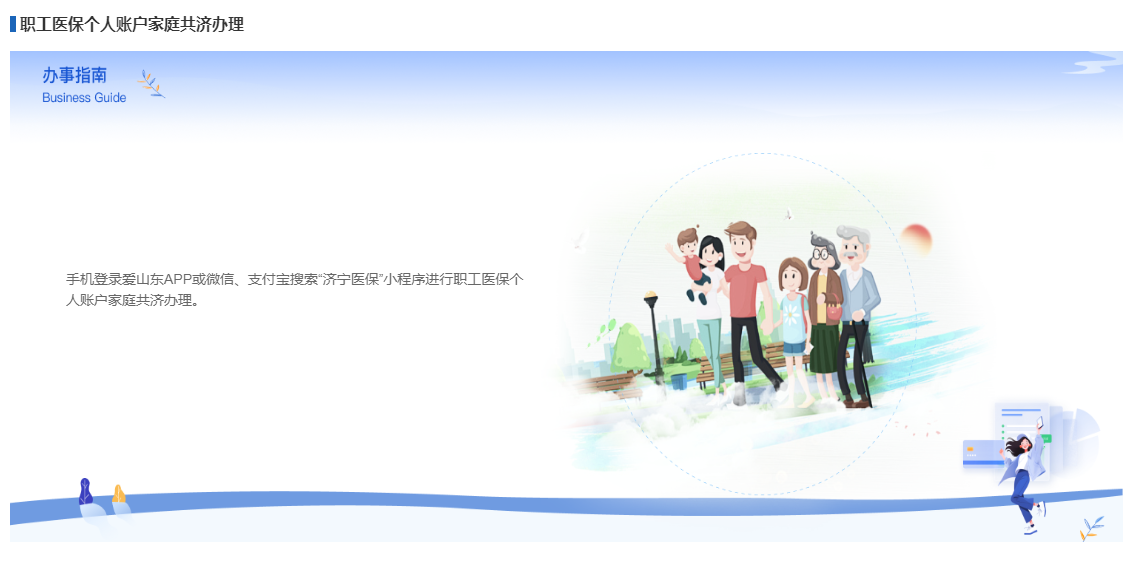 职工医保个人账户家庭共济办理
办事指南
Business Guide
手机登录爱山东APP或微信、支付宝搜索“济宁医保”小程序进行职工医保个
人账户家庭共济办理。